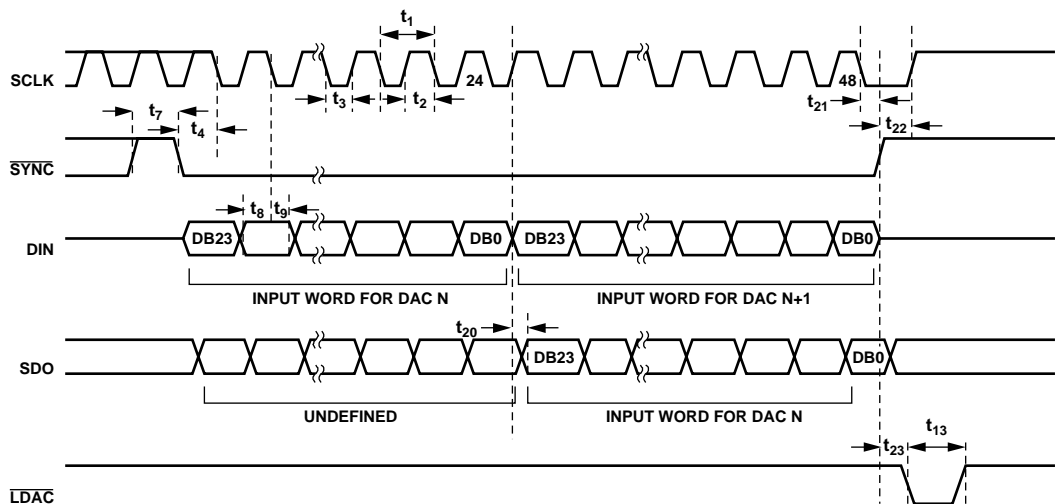 t1
SCLK
24
48
t3
t2
t21
t7
t4
t22
SYNC
t8 t9
DIN
DB23
DB0
DB23
DB0
INPUT WORD FOR DAC N
INPUT WORD FOR DAC N+1
t20
SDO
DB23
DB0
UNDEFINED
INPUT WORD FOR DAC N
t23
t13
LDAC